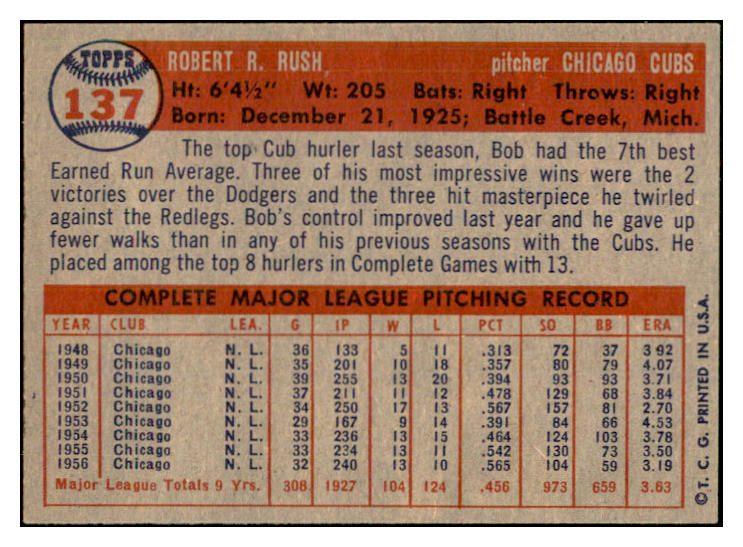 TOPPS
137
ROBERT R. RUSH pitcher CHICAGO CUBS
Ht: 6'4½" Wt: 205 Bats: Right Throws: Right
Born: December 21, 1925; Battle Creek, Mich.
The top Cub hurler last season, Bob had the 7th best
Earned Run Average. Three of his most impressive wins were the 2
victories over the Dodgers and the three hit masterpiece he twirled
against the Redlegs. Bob's control improved last year and he gave up
fewer walks than in any of his previous seasons with the Cubs. He
placed among the top 8 hurlers in Complete Games with 13.
COMPLETE MAJOR LEAGUE PITCHING RECORD
YEAR CLUB LEA. G IP W L PCT SO BB ERA
1948 Chicago N. L. 36 133 5 11 .313 72 37 3.92
1949 Chicago N. L. 35 201 10 18 .357 80 79 4.07
1950 Chicago N. L. 39 255 13 20 .394 93 93 3.71
1951 Chicago N. L. 37 211 11 12 .478 129 68 3.84
1952 Chicago N. L. 34 250 17 13 .567 157 81 2.70
1953 Chicago N. L. 29 167 9 14 .391 84 66 4.53
1954 Chicago N. L. 33 236 13 15 .464 124 103 3.78
1955 Chicago N. L. 33 234 13 11 .542 130 73 3.50
1956 Chicago N. L. 32 240 13 10 .565 104 59 3.19
Major League Totals 9 Yrs. 308 1927 104 124 .456 973 659 3.63
© T. C. G. PRINTED IN U.S.A.